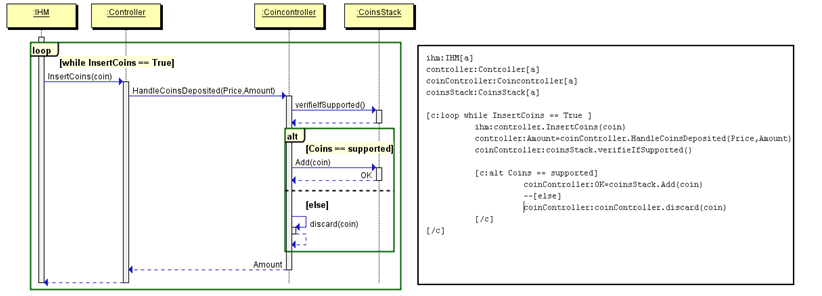 :IHM
:Controller
:Coincontroller
:CoinsStack
loop
[while InsertCoins == True]
InsertCoins(coin)
HandleCoinsDeposited(Price,Amount)
verifieIfSupported()
alt
[Coins == supported]
Add(coin)
OK
[else]
discard(coin)
Amount
ihm:IHM[a]
controller:Controller[a]
coinController:Coincontroller[a]
coinsStack:CoinsStack[a]
[c:loop while InsertCoins == True ]
ihm:controller.InsertCoins(coin)
controller:Amount=coinController.HandleCoinsDeposited(Price,Amount)
coinController:coinsStack.verifieIfSupported()
[c:alt Coins == supported]
coinController:OK=coinsStack.Add(coin)
--[else]
coinController:coinController.discard(coin)
[/c]
[/c]